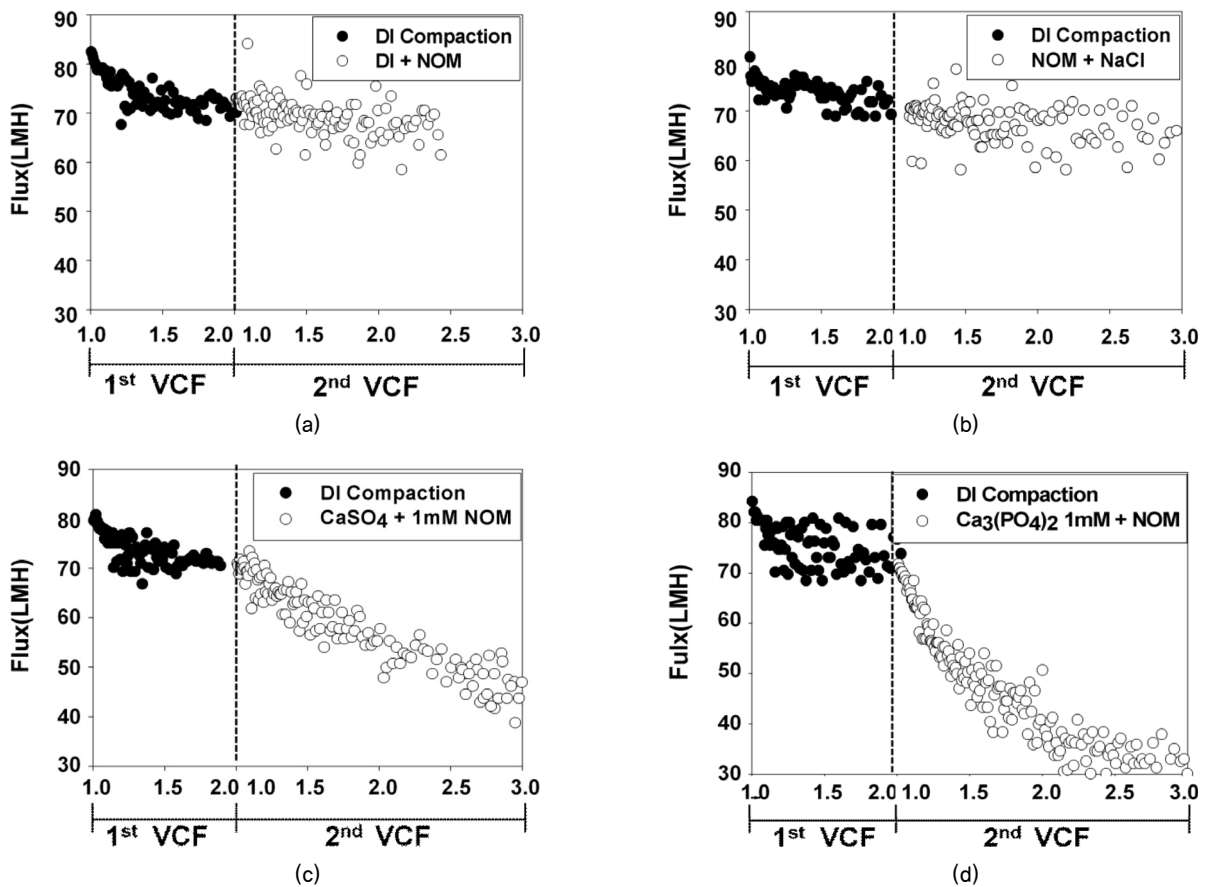 90
80
70
60
50
40
30
Flux(LMH)
DI Compaction
DI + NOM
1.0 1.5 2.0 1.0 1.5 2.0 2.5 3.0
1st VCF 2nd VCF
(a)
90
80
70
60
50
40
30
Flux(LMH)
DI Compaction
NOM + NaCl
1.0 1.5 2.0 1.0 1.5 2.0 2.5 3.0
1st VCF 2nd VCF
(b)
90
80
70
60
50
40
30
Flux(LMH)
DI Compaction
CaSO4 + 1mM NOM
1.0 1.5 2.0 1.0 1.5 2.0 2.5 3.0
1st VCF 2nd VCF
(c)
90
80
70
60
50
40
30
Fulx(LMH)
DI Compaction
Ca3(PO4)2 1mM + NOM
1.0 1.5 2.0 1.0 1.5 2.0 2.5 3.0
1st VCF 2nd VCF
(d)